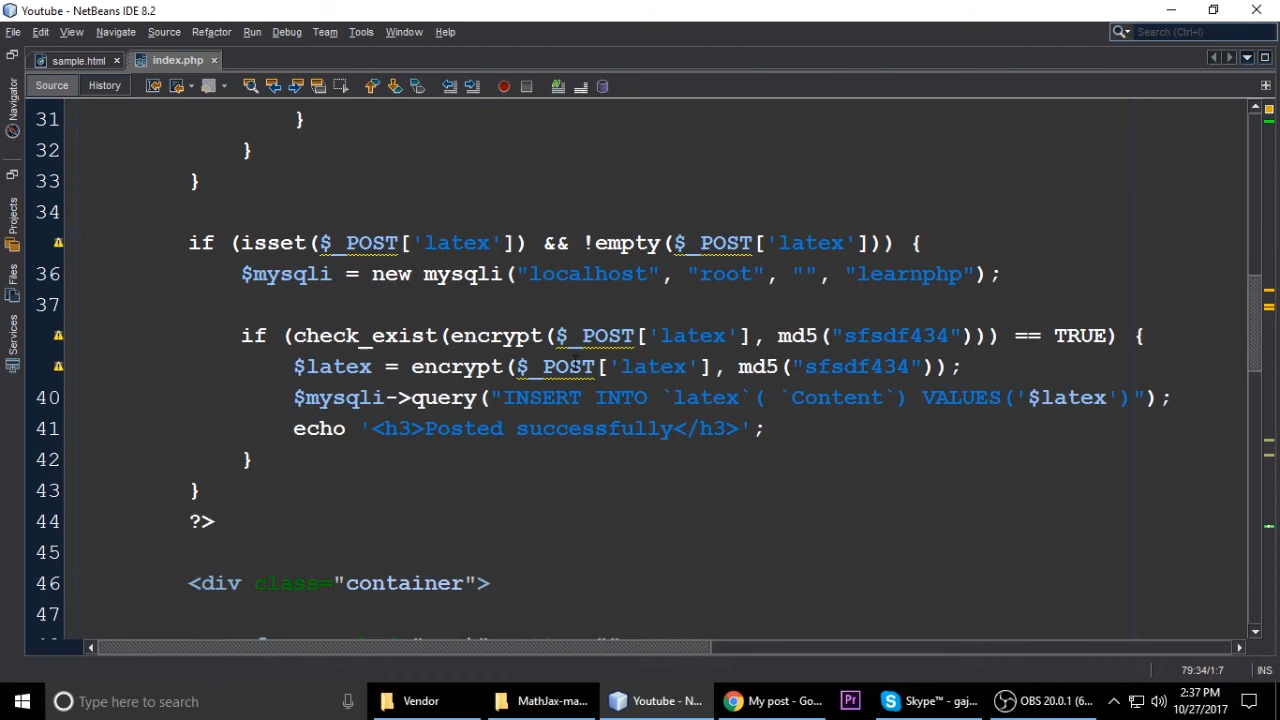 Youtube - NetBeans IDE 8.2
File Edit View Navigate Source Refactor Run Debug Team Tools Window Help
Search (Ctrl+I)
sample.html index.php
Source History
Navigator
Projects
Files
Services
31 }
32 }
33 }
34
if (isset($_POST['latex']) && !empty($_POST['latex'])) {
36 $mysqli = new mysqli("localhost", "root", "", "learnphp");
37
if (check_exist(encrypt($_POST['latex'], md5("sfsdf434"))) == TRUE) {
$latex = encrypt($_POST['latex'], md5("sfsdf434"));
40 $mysqli->query("INSERT INTO `latex`( `Content`) VALUES('$latex')");
41 echo '<h3>Posted successfully</h3>';
42 }
43 }
44 ?>
45
46 <div class="container">
47
79:34/1:7 INS
Type here to search
Vendor
MathJax-ma...
Youtube - N...
My post - Go...
Pr
Skype™ - gaj...
OBS 20.0.1 (6...
2:37 PM
10/27/2017